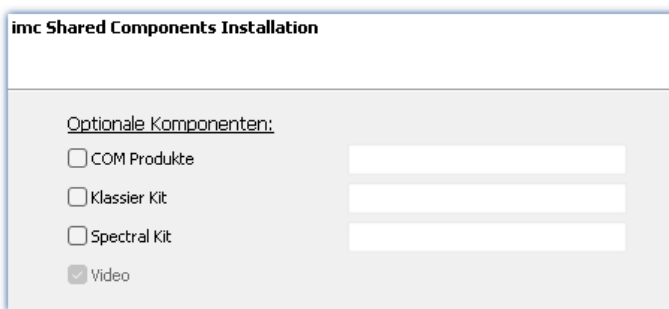 imc Shared Components Installation
Optionale Komponenten:
COM Produkte
Klassier Kit
Spectral Kit
Video